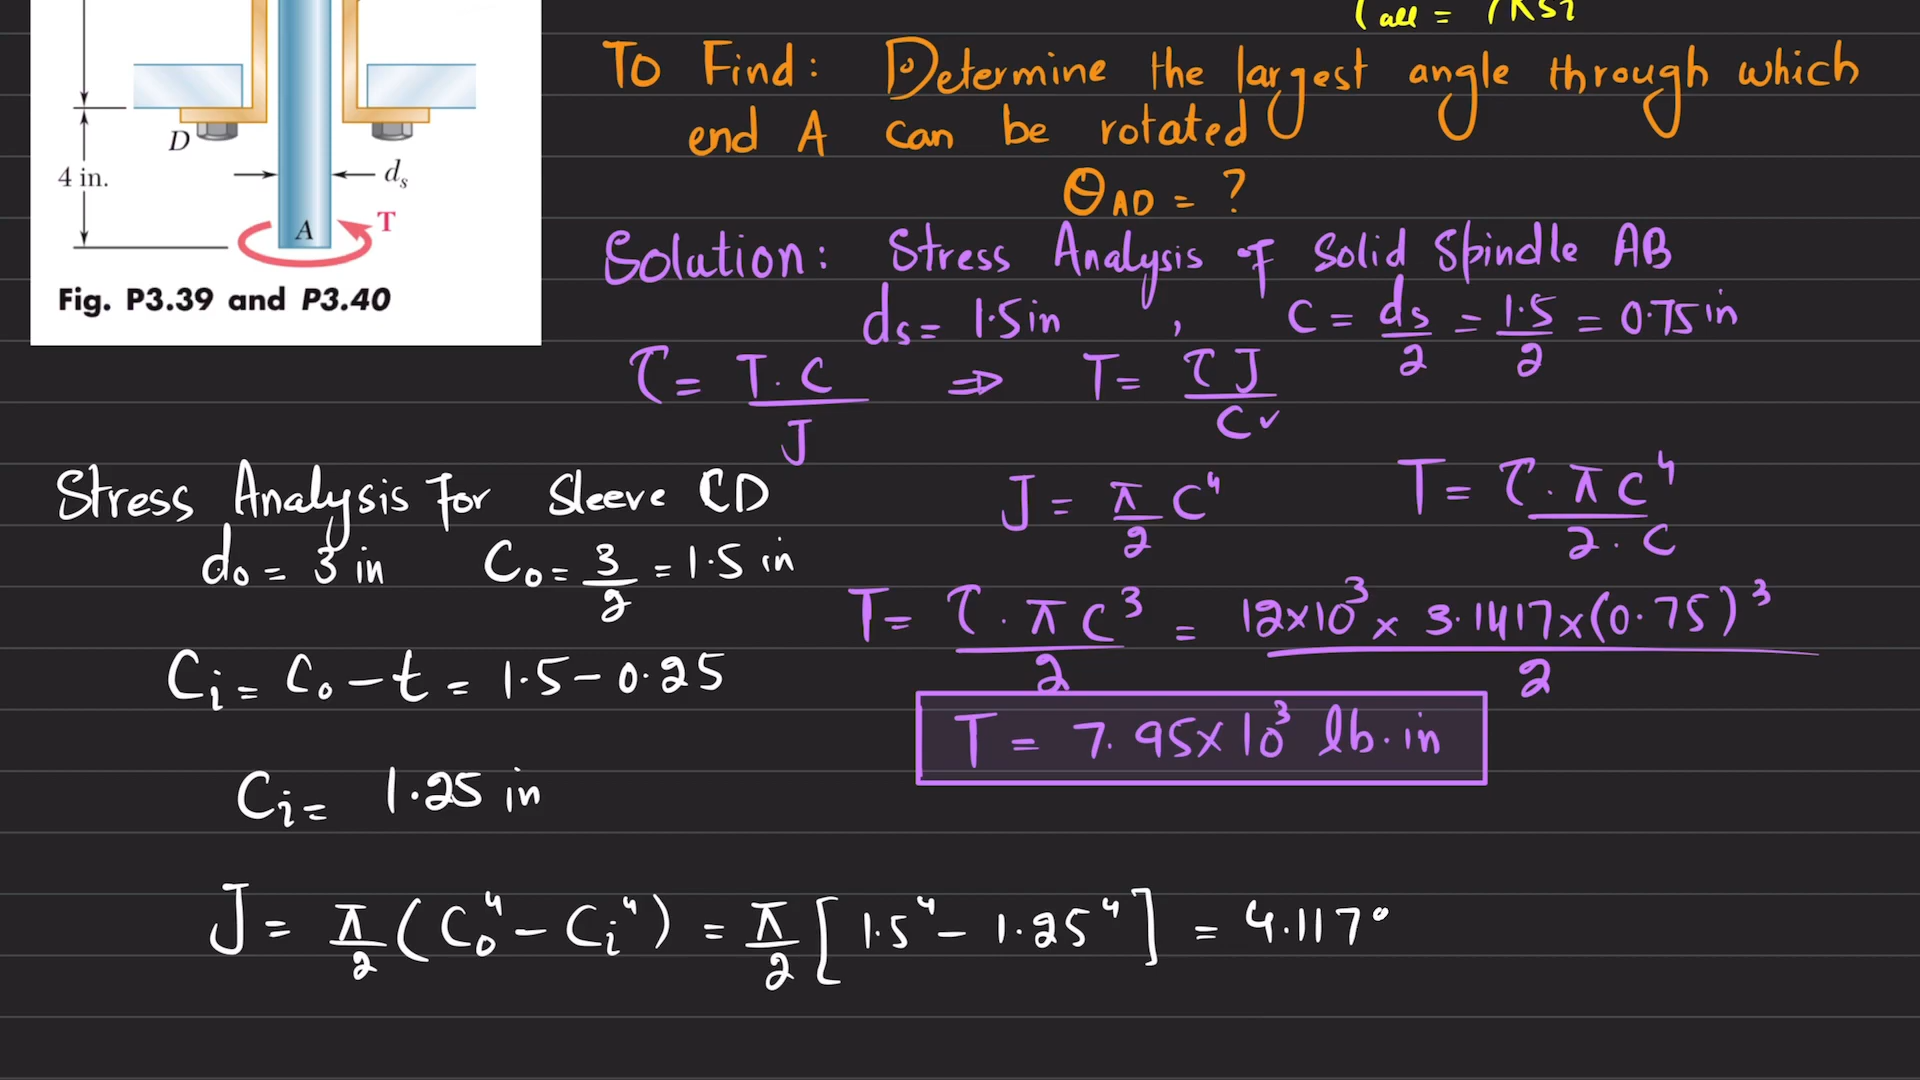 τall = 7ksi
To Find: Determine the largest angle through which
end A can be rotated
θAD = ?
D
4 in.
ds
A
T
Fig. P3.39 and P3.40
Solution: Stress Analysis of Solid Spindle AB
ds = 1.5in , C = ds/2 = 1.5/2 = 0.75in
τ = T.C/J ⇒ T = τJ/C ✓
J = π/2 C⁴
T = τ.πC⁴/2.C
T = τ.πC³/2 = 12×10³ × 3.1417×(0.75)³/2
T = 7.95×10³ lb.in
Stress Analysis For Sleeve CD
do = 3 in Co = 3/2 = 1.5 in
Ci = Co − t = 1.5 − 0.25
Ci = 1.25 in
J = π/2 (Co⁴ − Ci⁴) = π/2 [1.5⁴ − 1.25⁴] = 4.117°